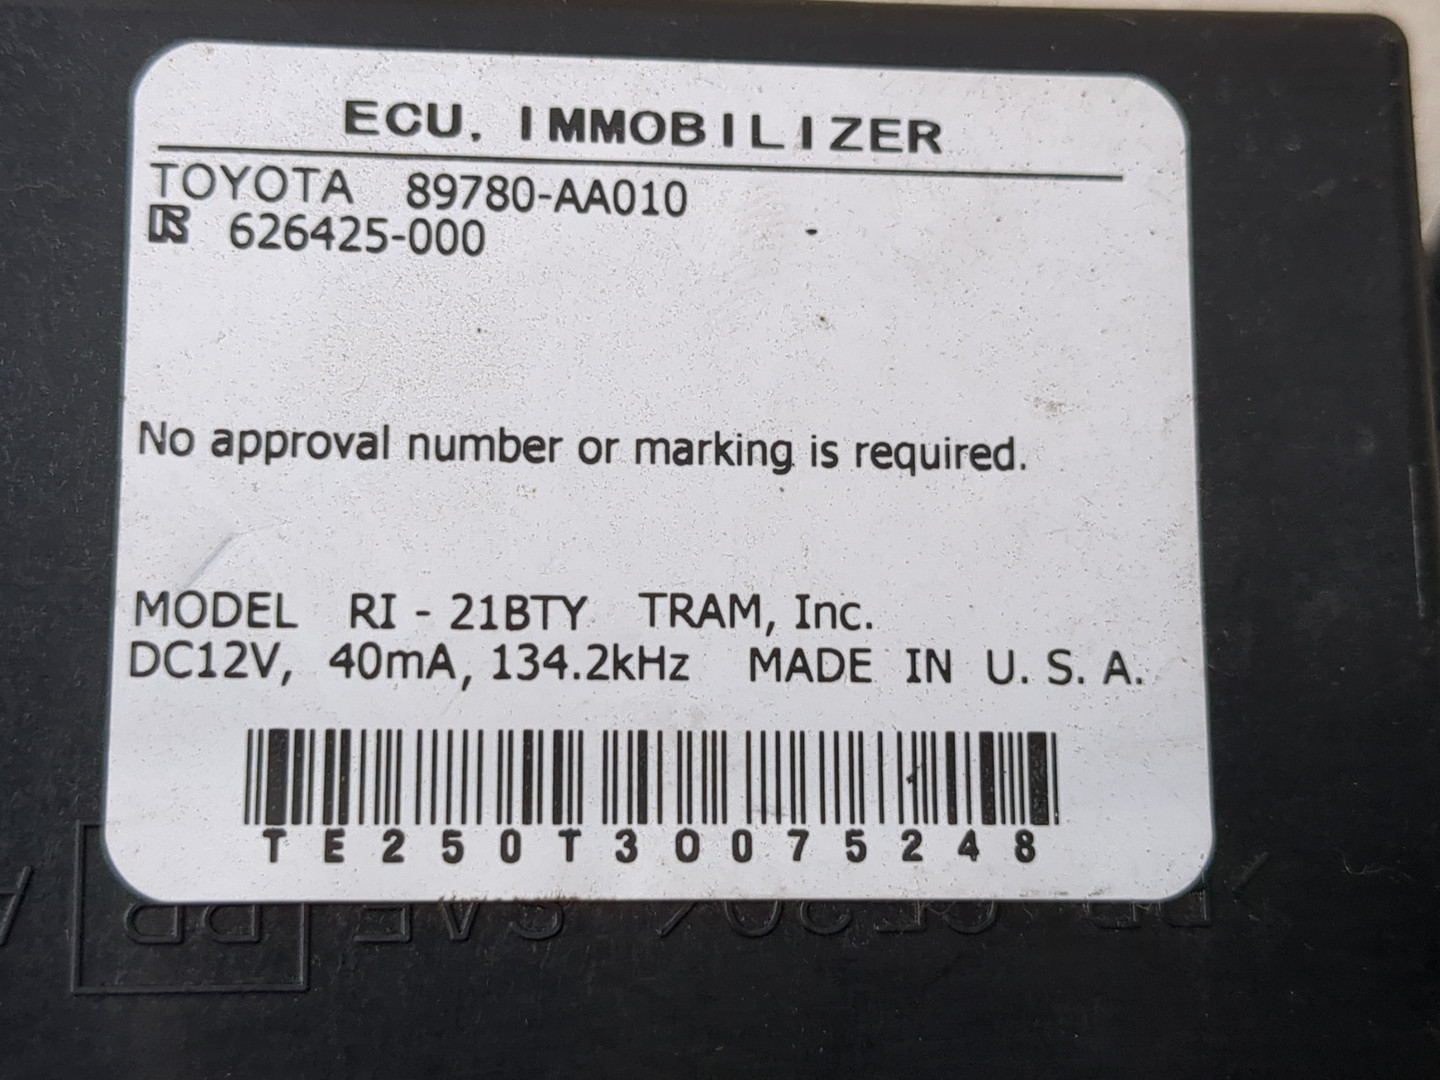 ECU. IMMOBILIZER
TOYOTA 89780-AA010
R 626425-000
No approval number or marking is required.
MODEL RI - 21BTY TRAM, Inc.
DC12V, 40mA, 134.2kHz MADE IN U. S. A.
TE250T30075248